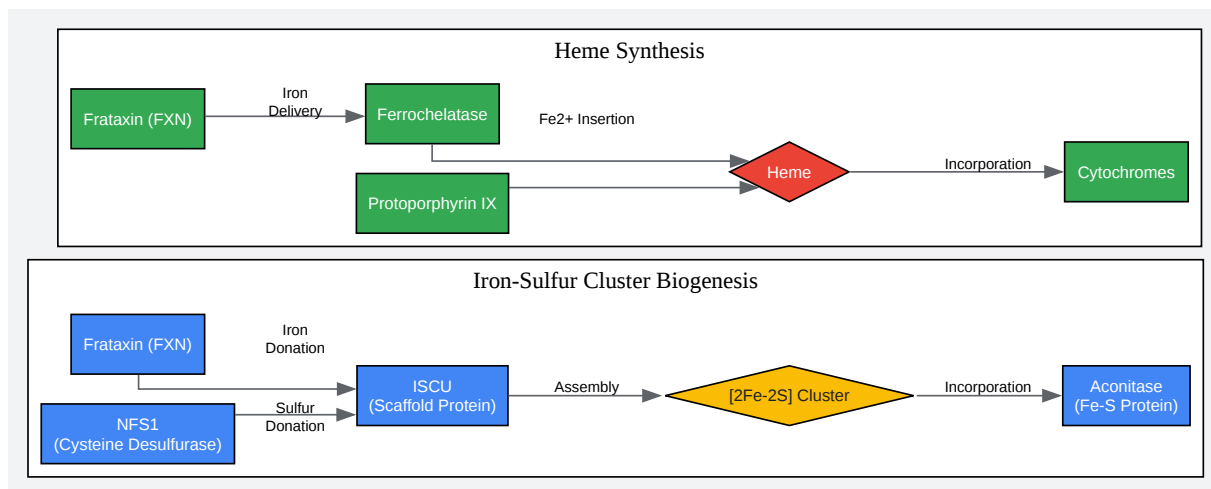 Heme Synthesis
Frataxin (FXN)
Iron
Delivery
Ferrochelatase
Fe2+ Insertion
Protoporphyrin IX
Heme
Incorporation
Cytochromes
Iron-Sulfur Cluster Biogenesis
Frataxin (FXN)
Iron
Donation
NFS1
(Cysteine Desulfurase)
Sulfur
Donation
ISCU
(Scaffold Protein)
Assembly
[2Fe-2S] Cluster
Incorporation
Aconitase
(Fe-S Protein)